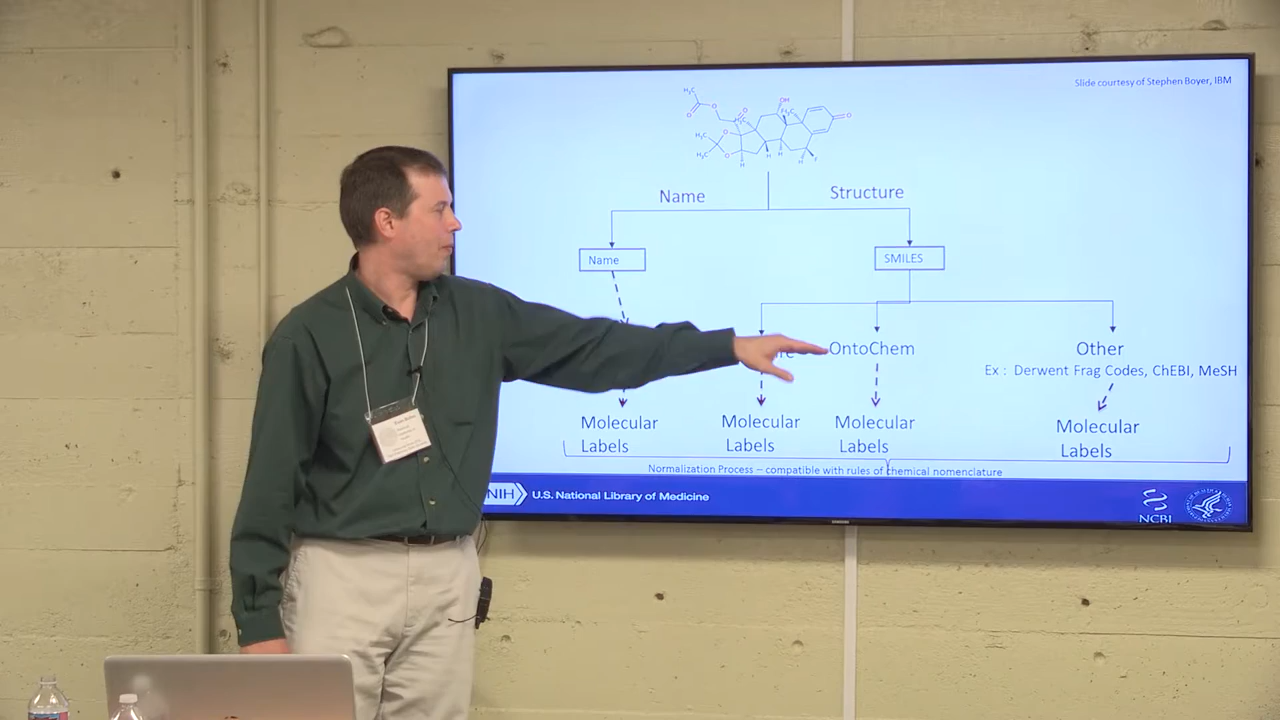 Slide courtesy of Stephen Boyer, IBM
Name
Structure
Name
SMILES
OntoChem
Other
Ex : Derwent Frag Codes, ChEBI, MeSH
Molecular
Labels
Molecular
Labels
Molecular
Labels
Molecular
Labels
Normalization Process – compatible with rules of chemical nomenclature
NIH
U.S. National Library of Medicine
NCBI